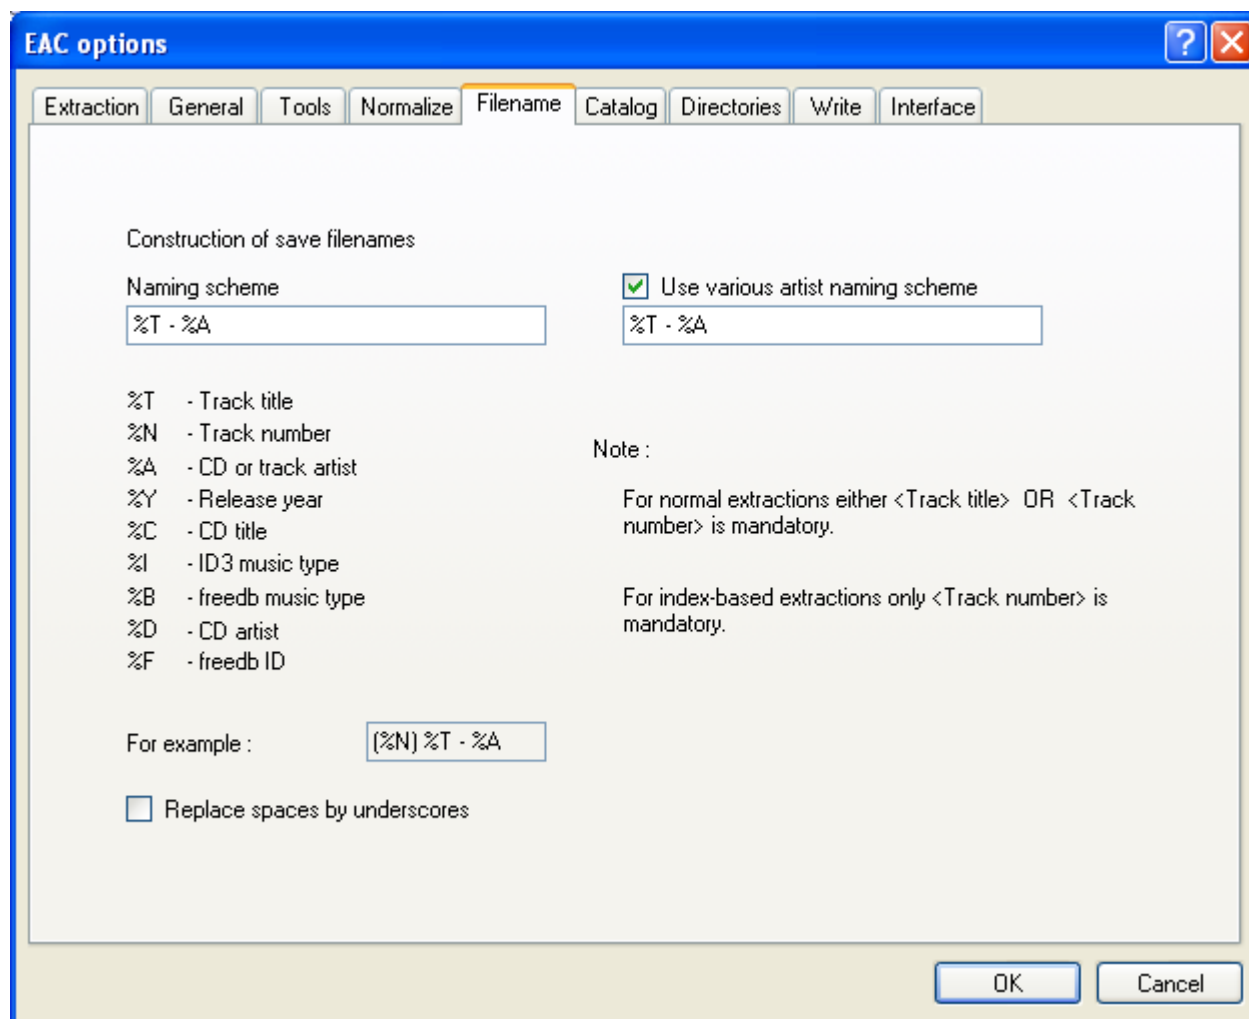 EAC options
Extraction General Tools Normalize Filename Catalog Directories Write Interface
Construction of save filenames
Naming scheme
Use various artist naming scheme
%T - %A
%T - %A
%T - Track title
%N - Track number
%A - CD or track artist
%Y - Release year
%C - CD title
%I - ID3 music type
%B - freedb music type
%D - CD artist
%F - freedb ID
Note :
For normal extractions either <Track title> OR <Track
number> is mandatory.
For index-based extractions only <Track number> is
mandatory.
For example :
(%N) %T - %A
Replace spaces by underscores
OK
Cancel